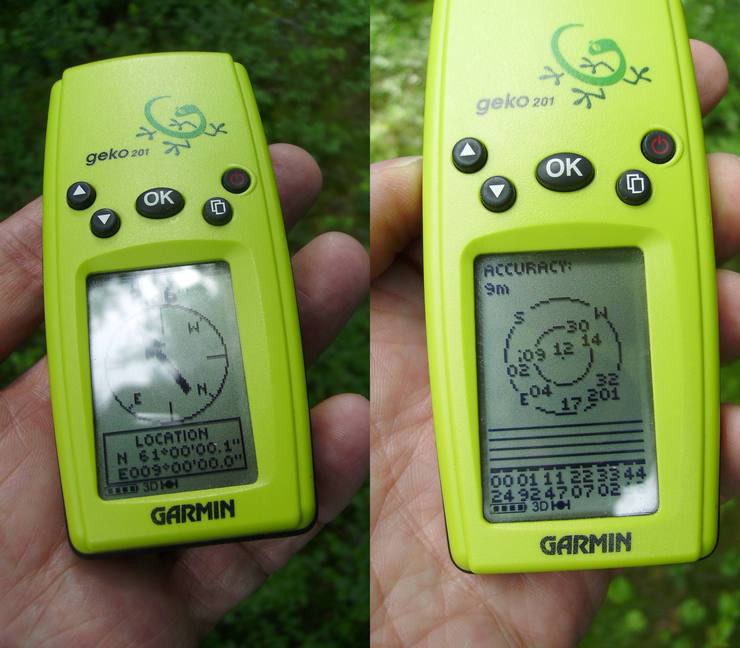 geko 201
OK
S
W
E
N
LOCATION
N 61°00'00.1"
E009°00'00.0"
3D
GARMIN
geko 201
OK
ACCURACY:
9m
S
W
30
14
09
12
02
32
E
04
17
201
00 01 11 22 33 44
24 92 47 07 02
3D
GARMIN